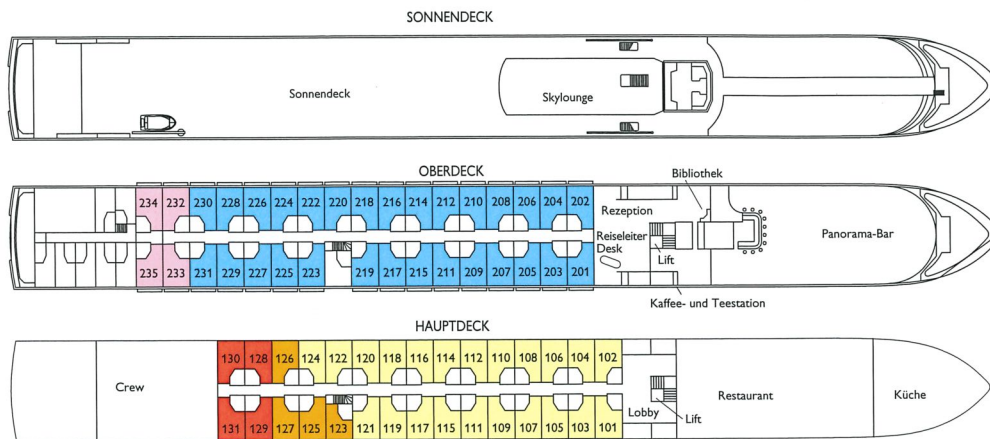 SONNENDECK
Sonnendeck
Skylounge
OBERDECK
Bibliothek
234 232 230 228 226 224 222 220 218 216 214 212 210 208 206 204 202
Rezeption
Reiseleiter
Desk
Lift
Panorama-Bar
235 233 231 229 227 225 223 219 217 215 211 209 207 205 203 201
Kaffee- und Teestation
HAUPTDECK
130 128 126 124 122 120 118 116 114 112 110 108 106 104 102
Crew
Restaurant
Küche
Lobby
Lift
131 129 127 125 123 121 119 117 115 111 109 107 105 103 101